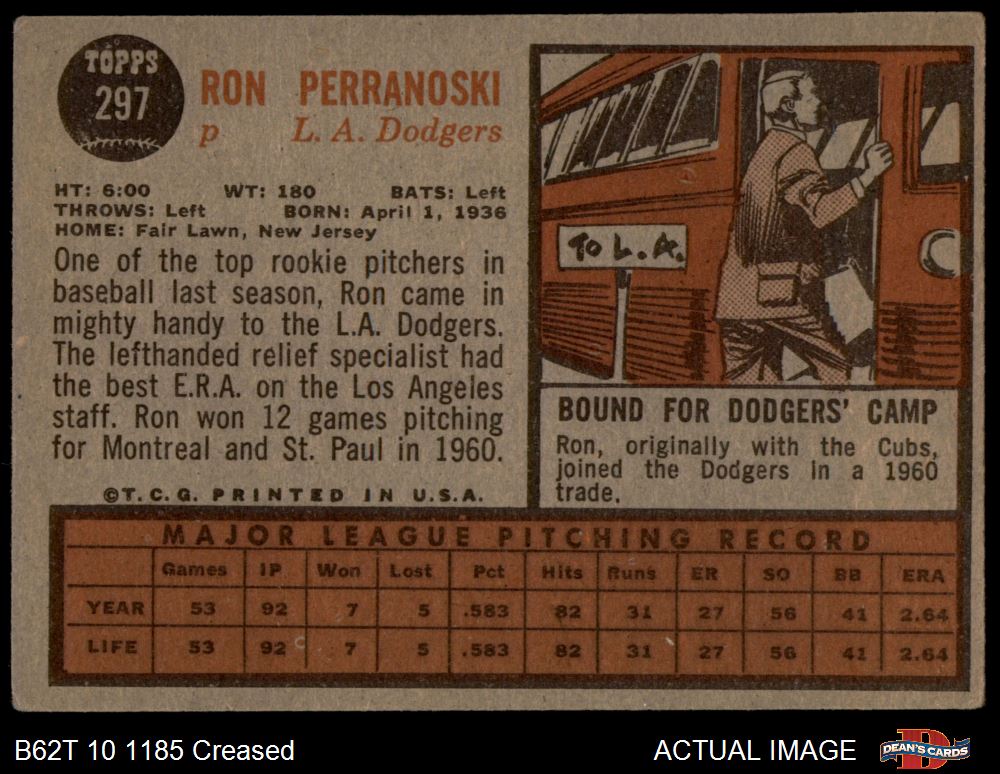 TOPPS
297
RON PERRANOSKI
p L. A. Dodgers
HT: 6:00 WT: 180 BATS: Left
THROWS: Left BORN: April 1, 1936
HOME: Fair Lawn, New Jersey
One of the top rookie pitchers in
baseball last season, Ron came in
mighty handy to the L.A. Dodgers.
The lefthanded relief specialist had
the best E.R.A. on the Los Angeles
staff. Ron won 12 games pitching
for Montreal and St. Paul in 1960.
©T. C. G. PRINTED IN U.S.A.
TO L.A.
BOUND FOR DODGERS' CAMP
Ron, originally with the Cubs,
joined the Dodgers in a 1960
trade.
MAJOR LEAGUE PITCHING RECORD
Games IP Won Lost Pct Hits Runs ER SO BB ERA
YEAR 53 92 7 5 .583 82 31 27 56 41 2.64
LIFE 53 92 7 5 .583 82 31 27 56 41 2.64
B62T 10 1185 Creased ACTUAL IMAGE DEAN'S CARDS